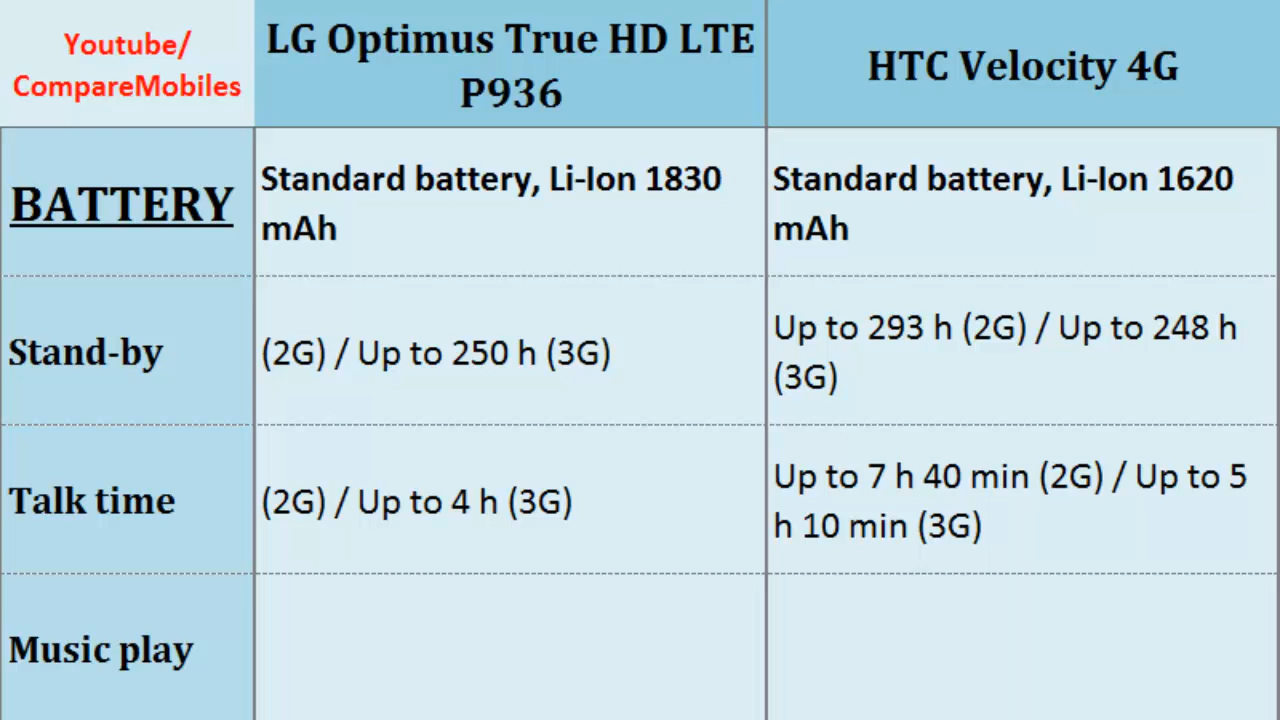 Youtube/
CompareMobiles
LG Optimus True HD LTE
P936
HTC Velocity 4G
BATTERY
Standard battery, Li-Ion 1830
mAh
Standard battery, Li-Ion 1620
mAh
Stand-by
(2G) / Up to 250 h (3G)
Up to 293 h (2G) / Up to 248 h
(3G)
Talk time
(2G) / Up to 4 h (3G)
Up to 7 h 40 min (2G) / Up to 5
h 10 min (3G)
Music play